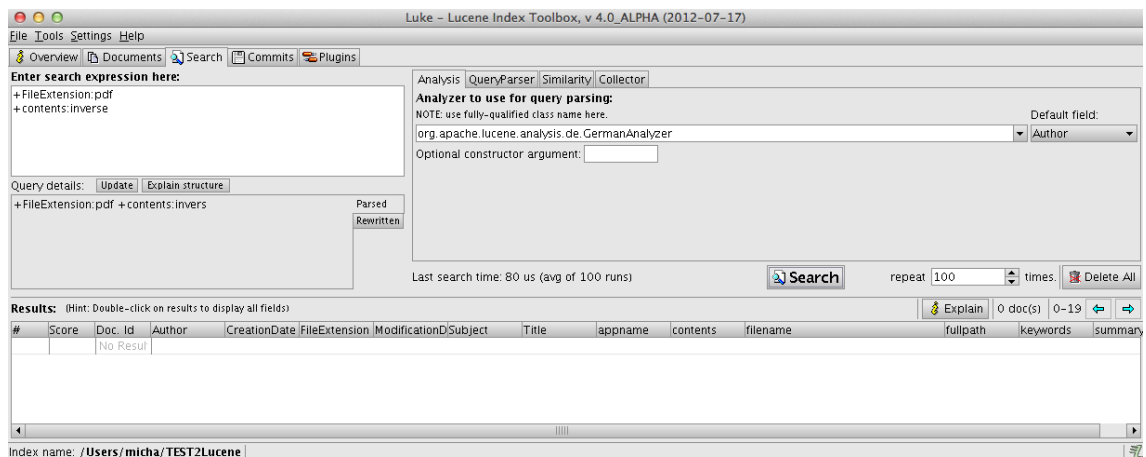 Luke – Lucene Index Toolbox, v 4.0_ALPHA (2012-07-17)
File Tools Settings Help
Overview Documents Search Commits Plugins
Enter search expression here:
+FileExtension:pdf
+contents:inverse
Query details: Update Explain structure
+FileExtension:pdf +contents:invers
Parsed
Rewritten
Analysis QueryParser Similarity Collector
Analyzer to use for query parsing:
NOTE: use fully-qualified class name here.
Default field:
org.apache.lucene.analysis.de.GermanAnalyzer
Author
Optional constructor argument:
Last search time: 80 us (avg of 100 runs)
Search
repeat 100 times. Delete All
Results: (Hint: Double-click on results to display all fields)
Explain 0 doc(s) 0-19
# Score Doc. Id Author CreationDate FileExtension ModificationD Subject Title appname contents filename fullpath keywords summary
No Resul
Index name: /Users/micha/TEST2Lucene